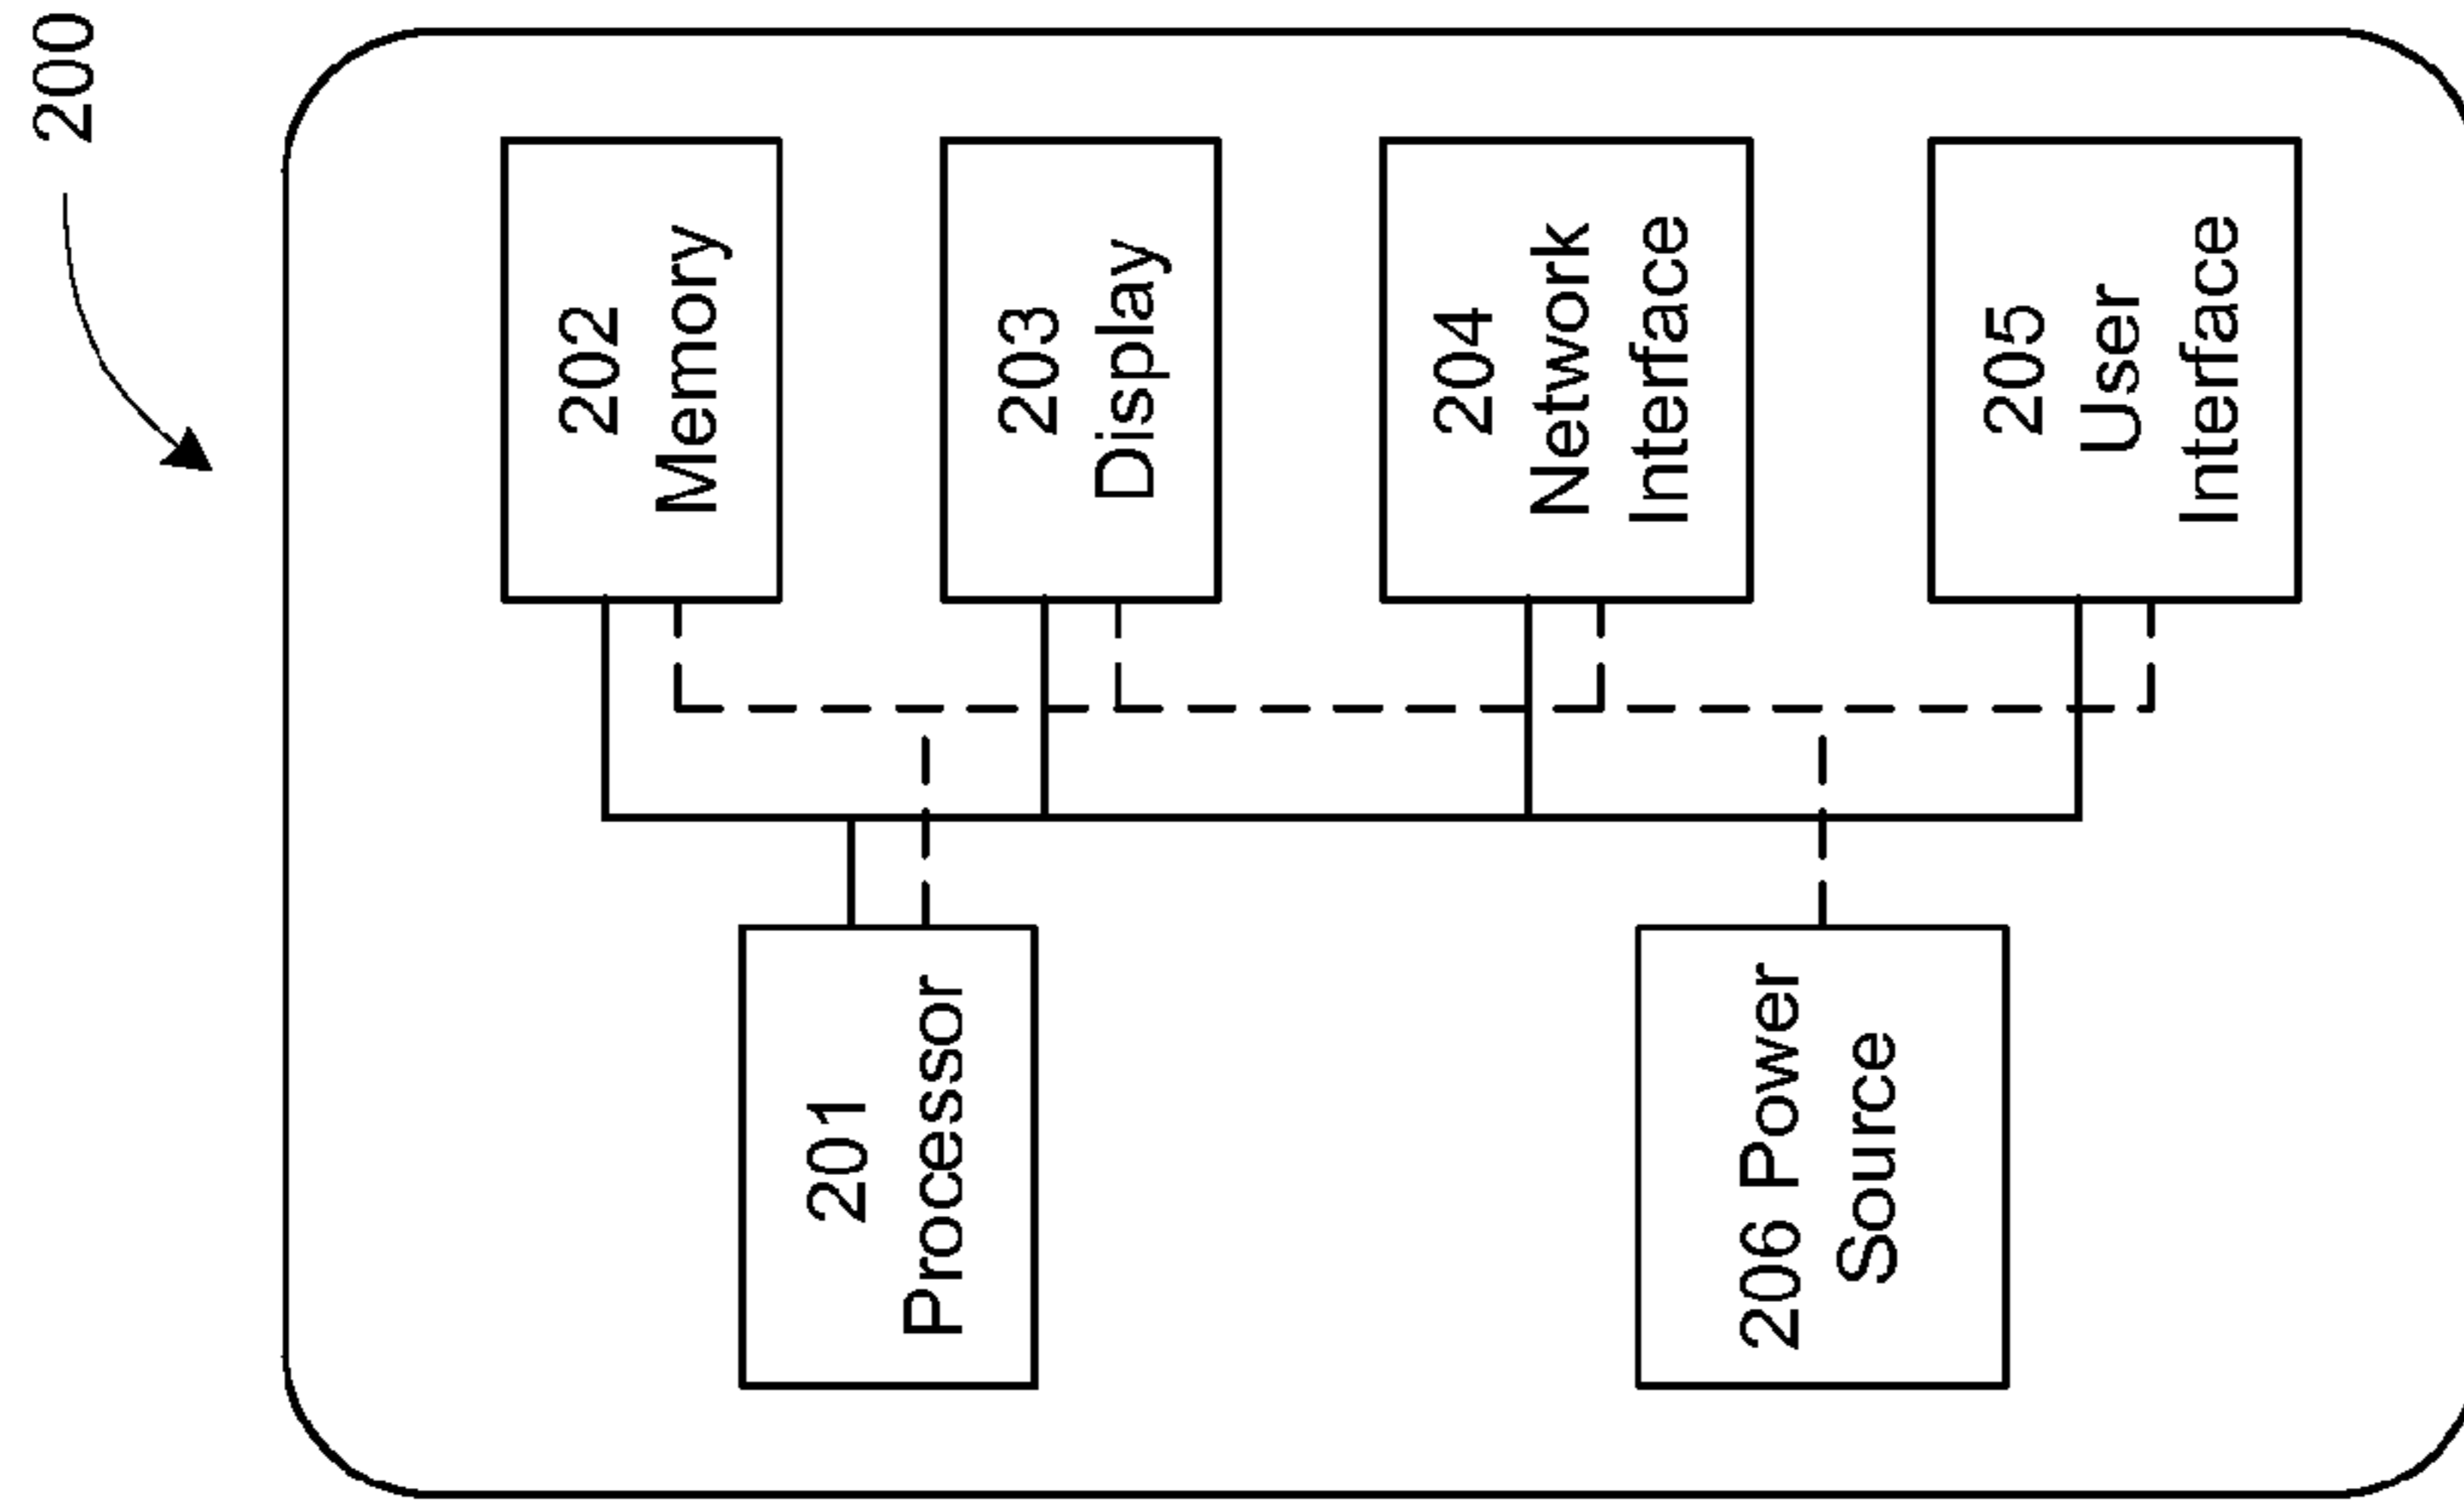 200
202
Memory
203
Display
204
Network
Interface
205
User
Interface
201
Processor
206 Power
Source